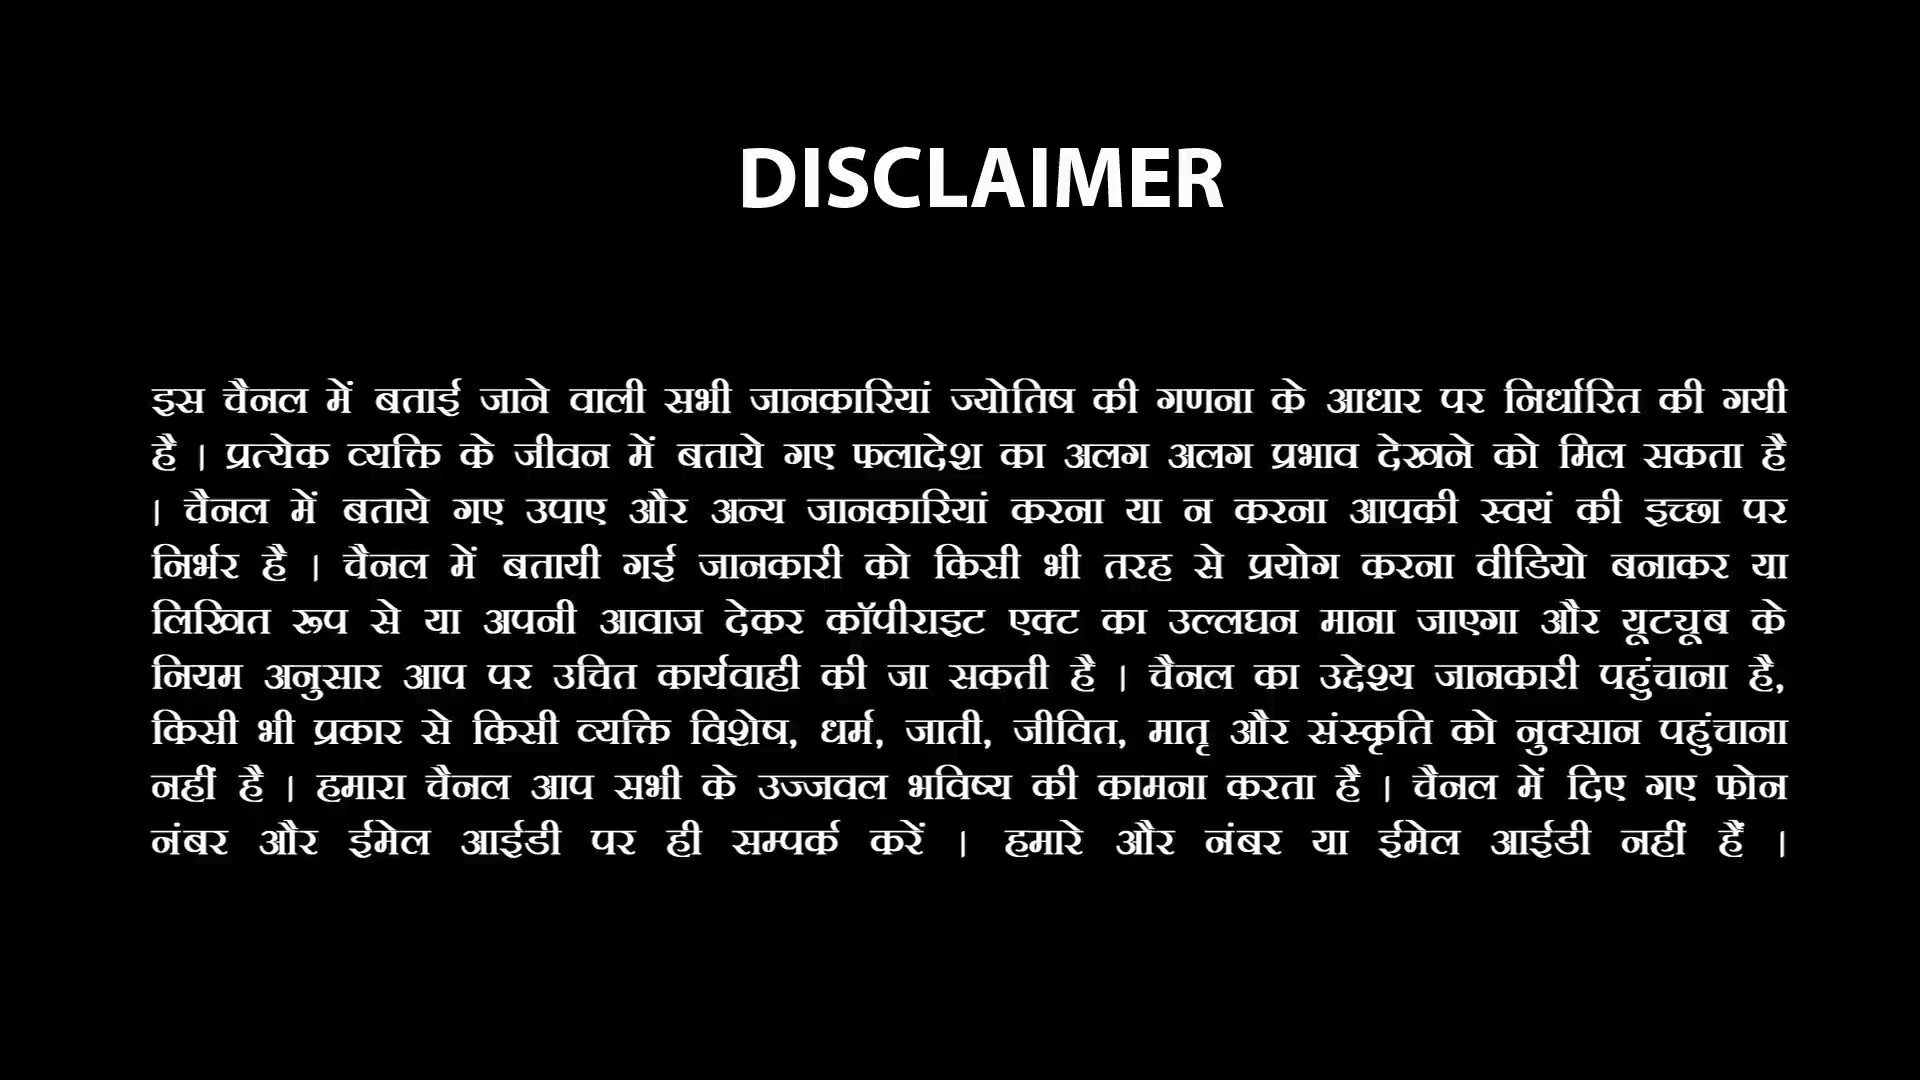 DISCLAIMER
इस चैनल में बताई जाने वाली सभी जानकारियां ज्योतिष की गणना के आधार पर निर्धारित की गयी
है । प्रत्येक व्यक्ति के जीवन में बताये गए फलादेश का अलग अलग प्रभाव देखने को मिल सकता है
। चैनल में बताये गए उपाए और अन्य जानकारियां करना या न करना आपकी स्वयं की इच्छा पर
निर्भर है । चैनल में बतायी गई जानकारी को किसी भी तरह से प्रयोग करना वीडियो बनाकर या
लिखित रूप से या अपनी आवाज देकर कॉपीराइट एक्ट का उल्लघन माना जाएगा और यूट्यूब के
नियम अनुसार आप पर उचित कार्यवाही की जा सकती है । चैनल का उद्देश्य जानकारी पहुंचाना है,
किसी भी प्रकार से किसी व्यक्ति विशेष, धर्म, जाती, जीवित, मातृ और संस्कृति को नुक्सान पहुंचाना
नहीं है । हमारा चैनल आप सभी के उज्जवल भविष्य की कामना करता है । चैनल में दिए गए फोन
नंबर और ईमेल आईडी पर ही सम्पर्क करें । हमारे और नंबर या ईमेल आईडी नहीं हैं ।